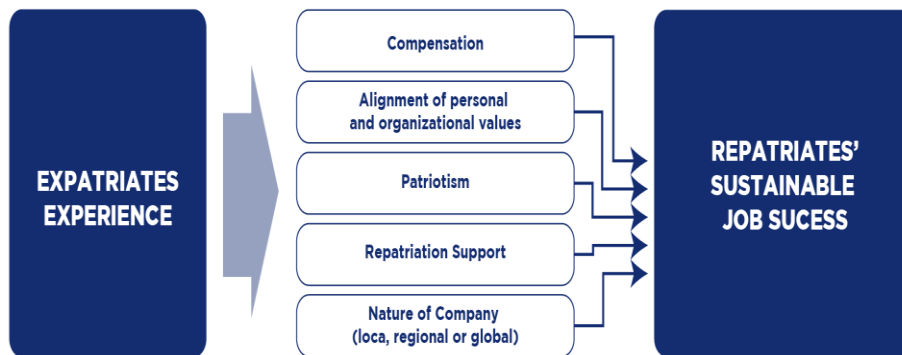 EXPATRIATES
EXPERIENCE
Compensation
Alignment of personal
and organizational values
Patriotism
Repatriation Support
Nature of Company
(loca, regional or global)
REPATRIATES'
SUSTAINABLE
JOB SUCESS